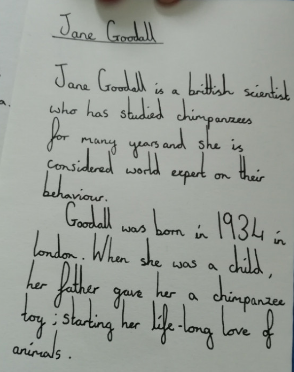 Jane Goodall
Jane Goodall is a brittish scientist
who has studied chimpanzees
for many years and she is
considered world expert on their
behaviour.
Goodall was born in 1934 in
london. When she was a child,
her father gave her a chimpanzee
toy; starting her life-long love of
animals.